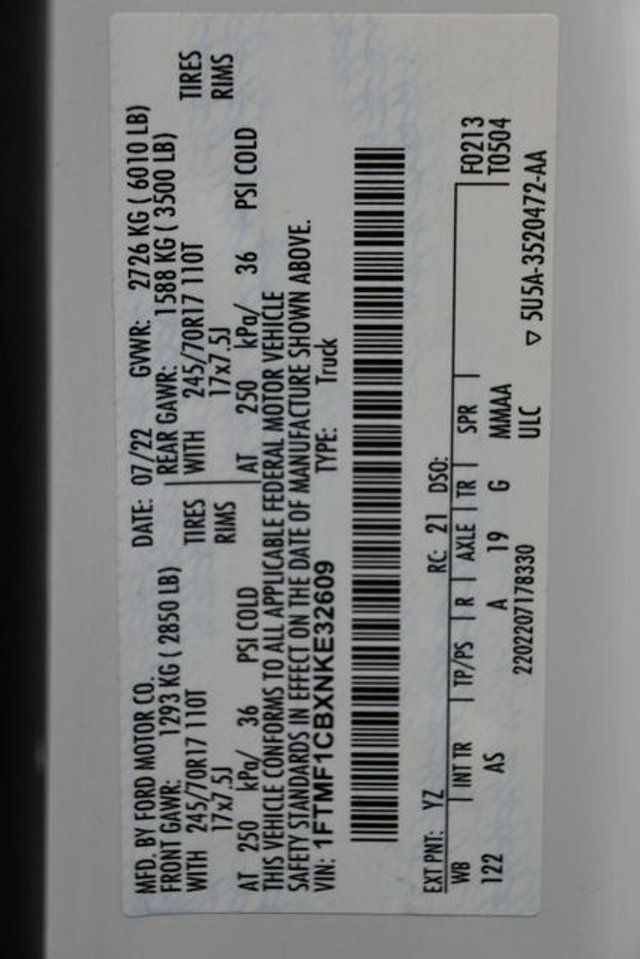 MFD. BY FORD MOTOR CO. DATE: 07/22 GVWR: 2726 KG ( 6010 LB)
FRONT GAWR: 1293 KG ( 2850 LB) REAR GAWR: 1588 KG ( 3500 LB)
WITH 245/70R17 110T TIRES WITH 245/70R17 110T TIRES
17x7.5J RIMS 17x7.5J RIMS
AT 250 kPa/ 36 PSI COLD AT 250 kPa/ 36 PSI COLD
THIS VEHICLE CONFORMS TO ALL APPLICABLE FEDERAL MOTOR VEHICLE
SAFETY STANDARDS IN EFFECT ON THE DATE OF MANUFACTURE SHOWN ABOVE.
VIN: 1FTMF1CBXNKE32609 TYPE: Truck
EXT PNT: YZ RC: 21 DSO:
WB INT TR TP/PS R AXLE TR SPR F0213
122 AS A 19 G MMAA T0504
ULC
2202207178330 ▽ 5U5A-3520472-AA